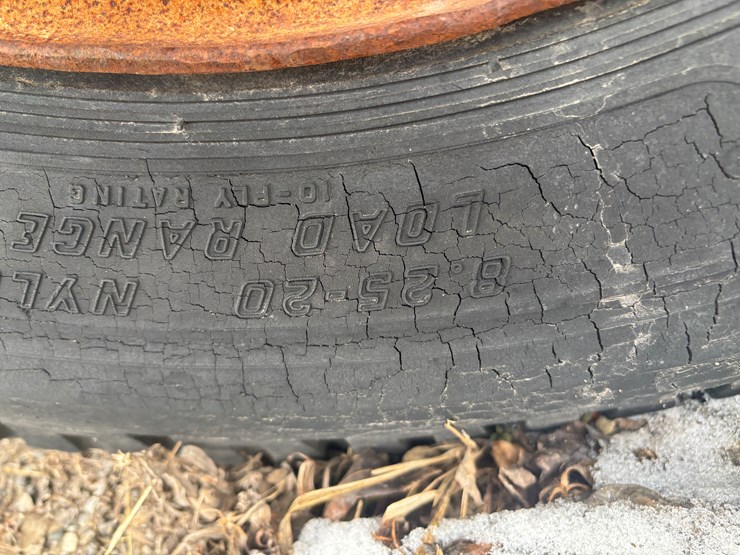 8.25-20 NYL
LOAD RANGE
10-PLY RATING